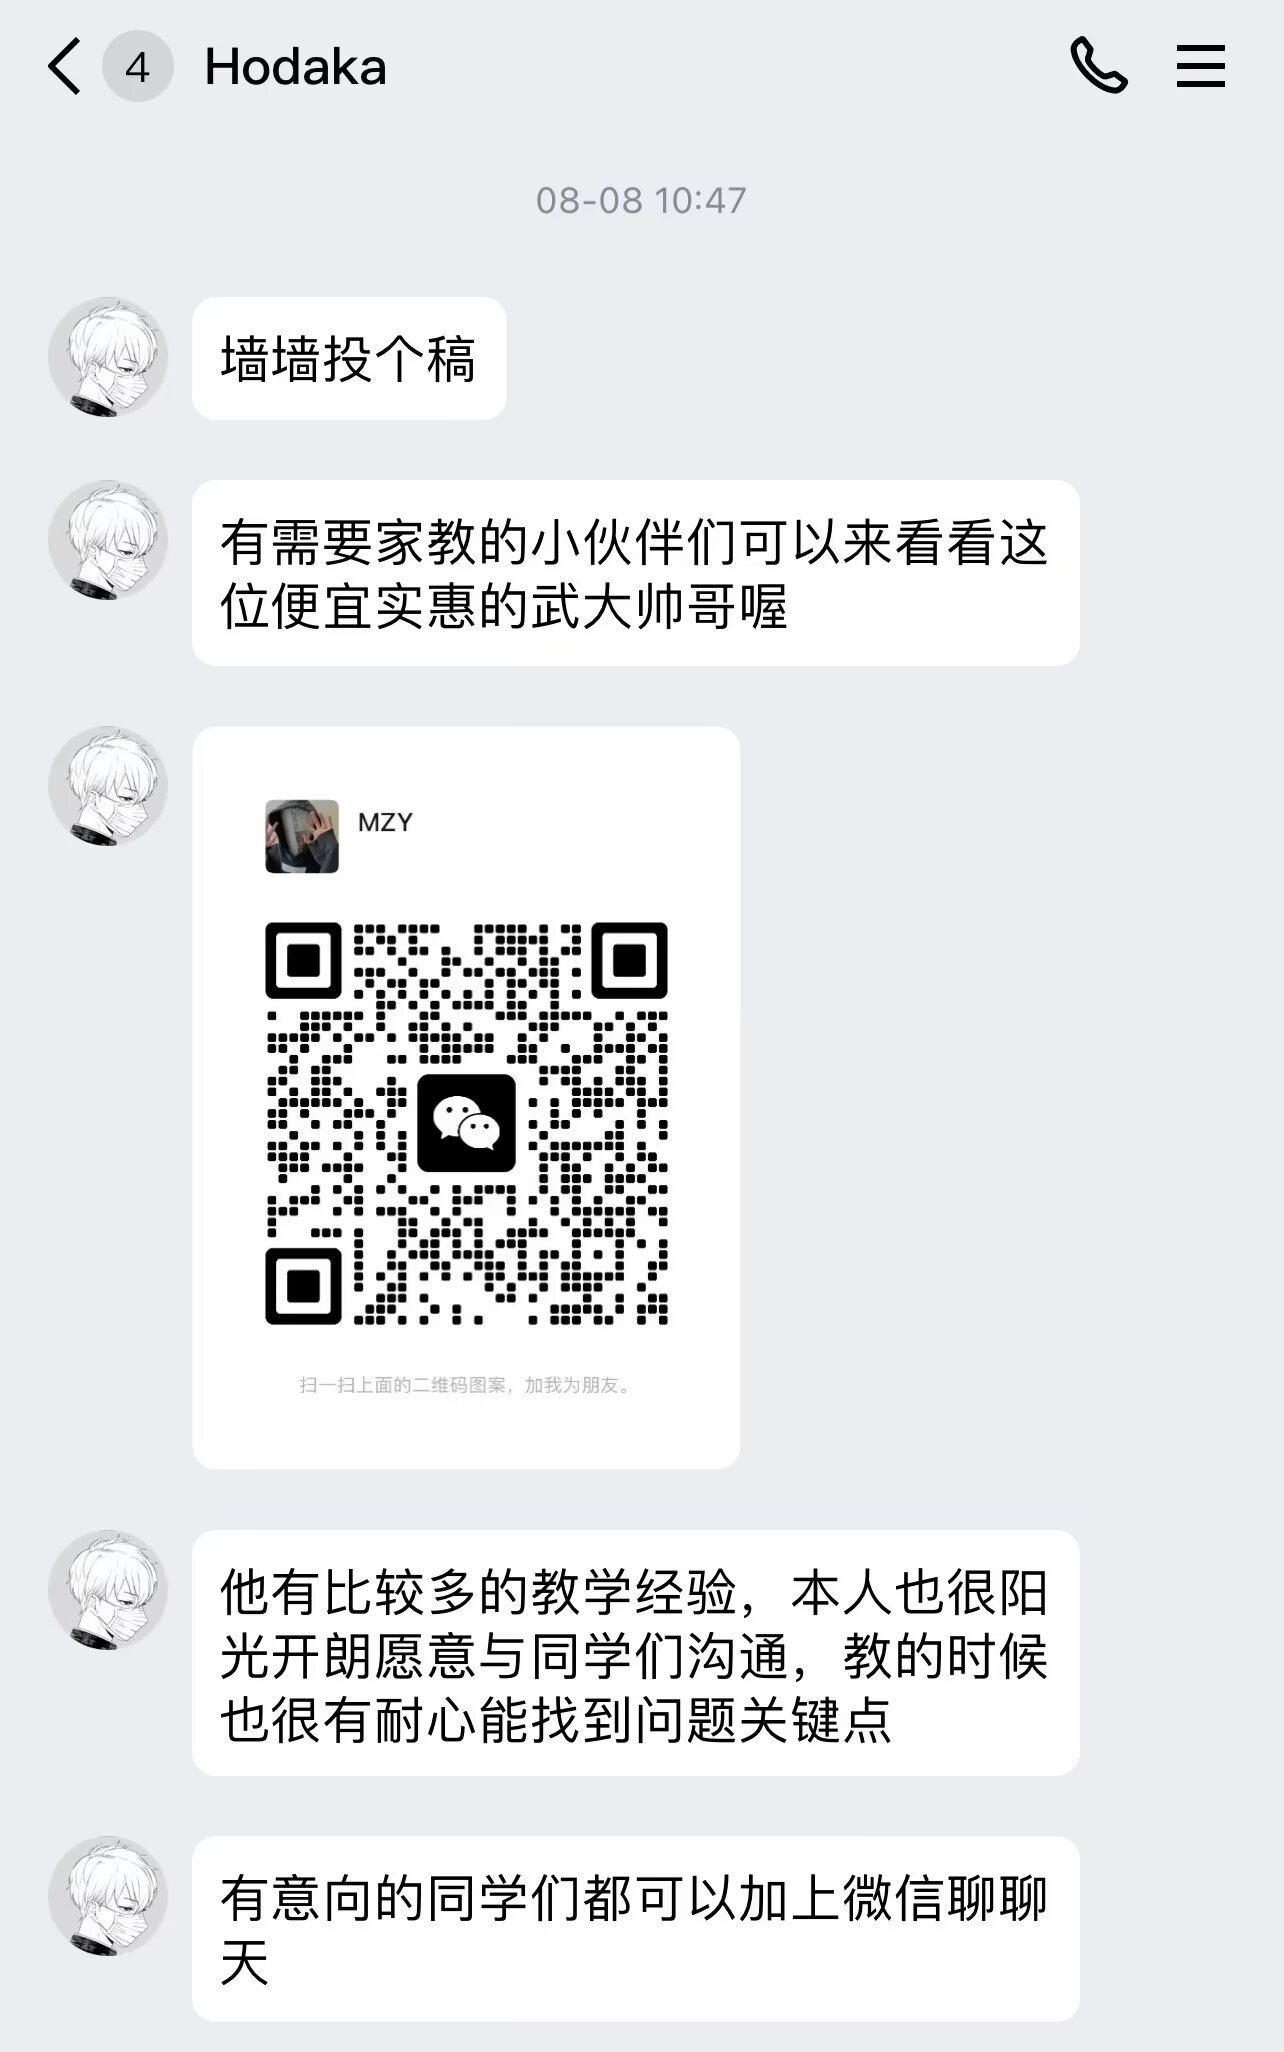 4 Hodaka
08-08 10:47
墙墙投个稿
有需要家教的小伙伴们可以来看看这
位便宜实惠的武大帅哥喔
MZY
扫一扫上面的二维码图案，加我为朋友。
他有比较多的教学经验，本人也很阳
光开朗愿意与同学们沟通，教的时候
也很有耐心能找到问题关键点
有意向的同学们都可以加上微信聊聊
天